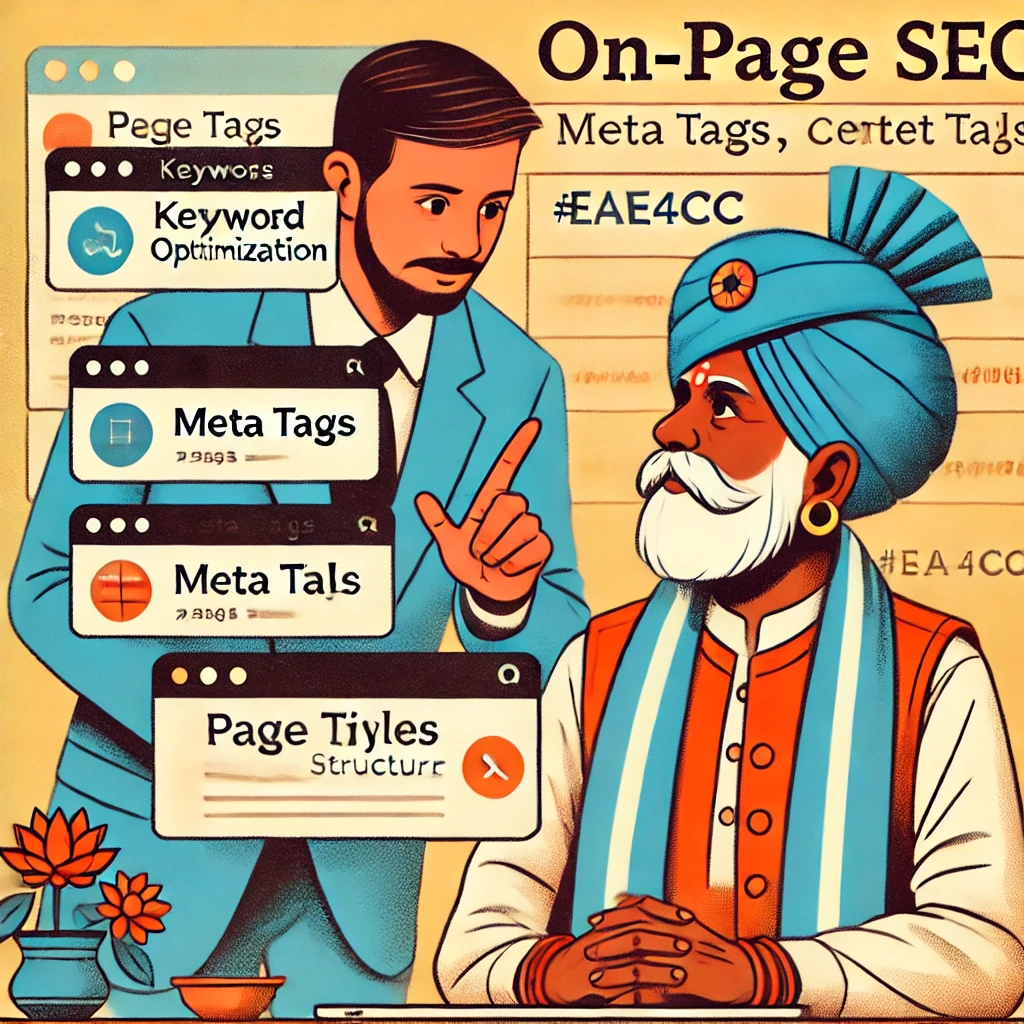 On-Page SEO
Meta Tags, Certet Tags
#EAE4CC
Pege Tags
Keywors
Keyword
Optimization
Meta Tags
Meta Tals
#EA 4CC
Page Tiyles
Structurr